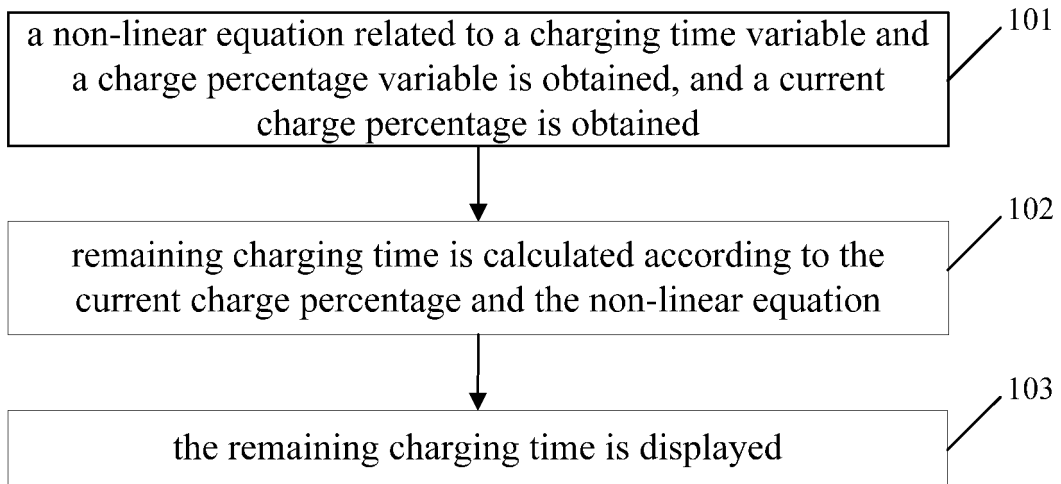 a non-linear equation related to a charging time variable and
a charge percentage variable is obtained, and a current
charge percentage is obtained
101
remaining charging time is calculated according to the
current charge percentage and the non-linear equation
102
the remaining charging time is displayed
103